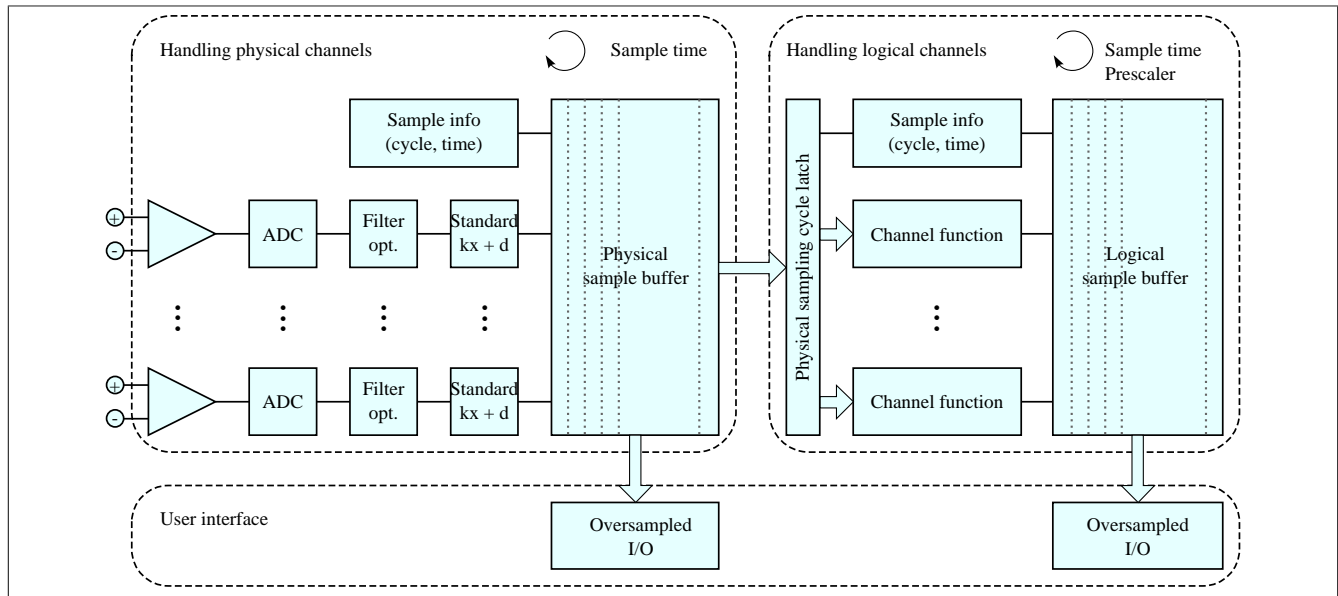 Handling physical channels
Sample time
Handling logical channels
Sample time
Prescaler
Sample info
(cycle, time)
Physical sampling cycle latch
Sample info
(cycle, time)
+
-
ADC
Filter
opt.
Standard
kx + d
Physical
sample buffer
Channel function
Logical
sample buffer
+
-
ADC
Filter
opt.
Standard
kx + d
Channel function
User interface
Oversampled
I/O
Oversampled
I/O